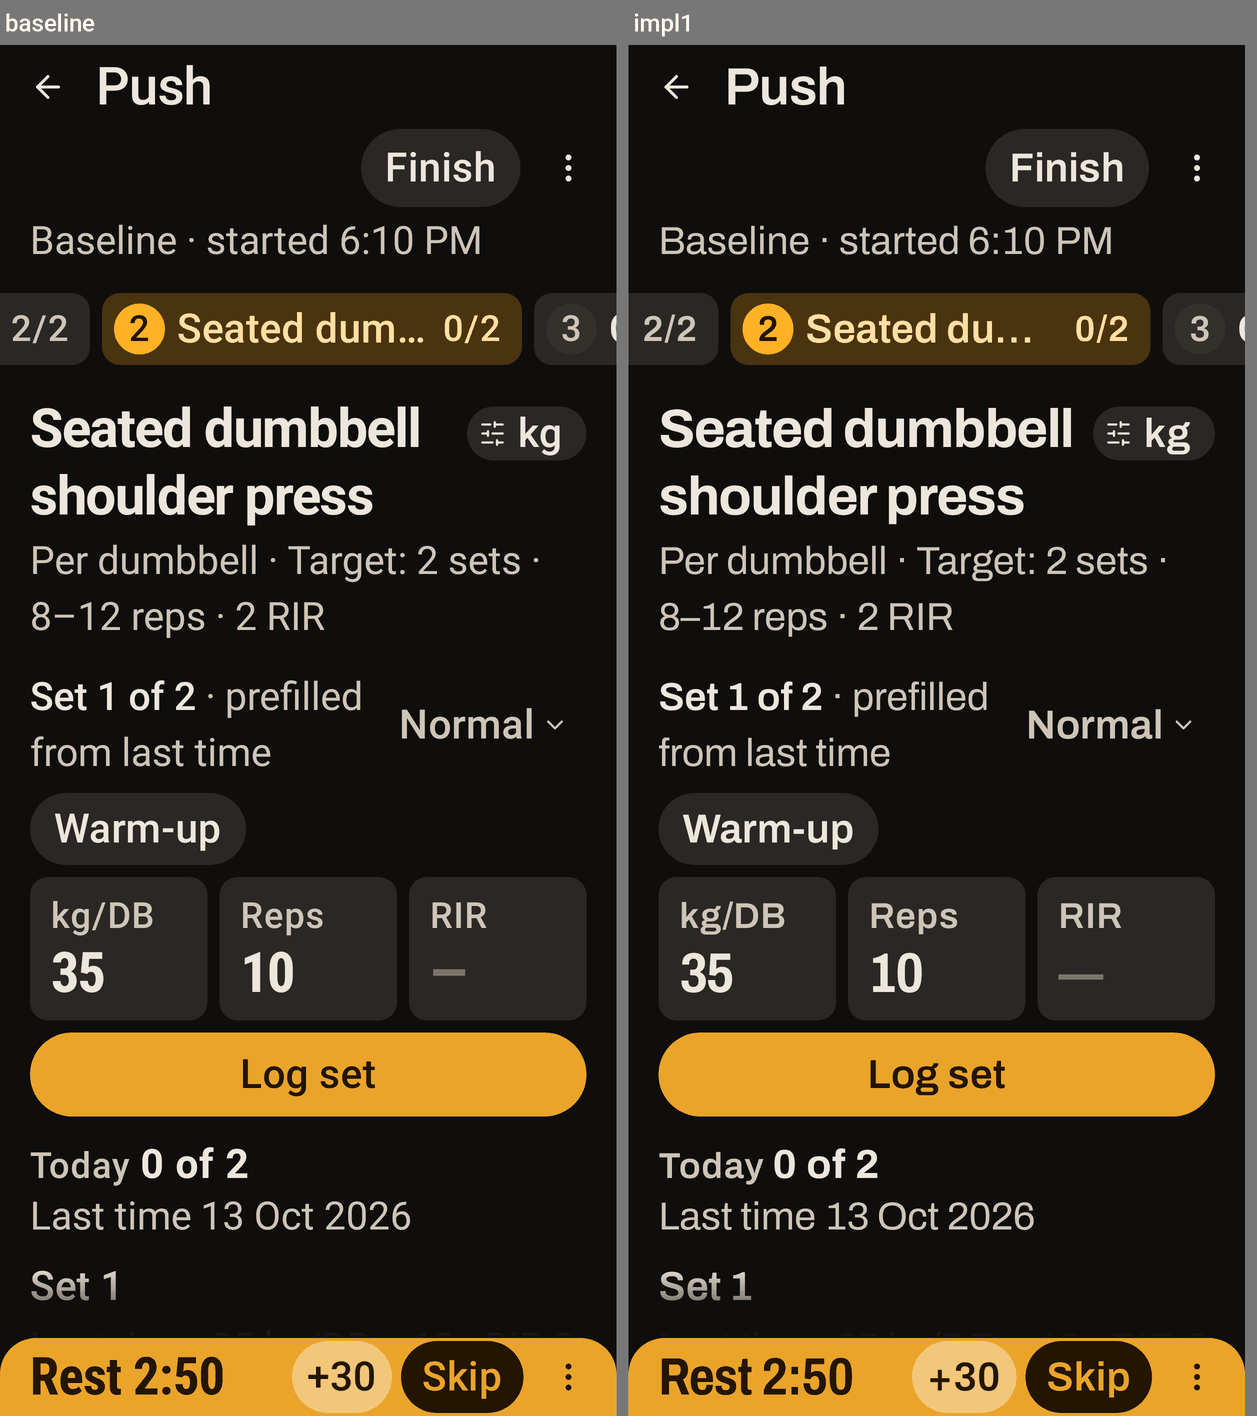 baseline
Push
Finish
Baseline · started 6:10 PM
2/2 2 Seated dum... 0/2 3
Seated dumbbell
kg
shoulder press
Per dumbbell · Target: 2 sets ·
8–12 reps · 2 RIR
Set 1 of 2 · prefilled
from last time
Normal
Warm-up
kg/DB Reps RIR
35 10 —
Log set
Today 0 of 2
Last time 13 Oct 2026
Set 1
Rest 2:50 +30 Skip
impl1
Push
Finish
Baseline · started 6:10 PM
2/2 2 Seated du... 0/2 3
Seated dumbbell
kg
shoulder press
Per dumbbell · Target: 2 sets ·
8–12 reps · 2 RIR
Set 1 of 2 · prefilled
from last time
Normal
Warm-up
kg/DB Reps RIR
35 10 —
Log set
Today 0 of 2
Last time 13 Oct 2026
Set 1
Rest 2:50 +30 Skip